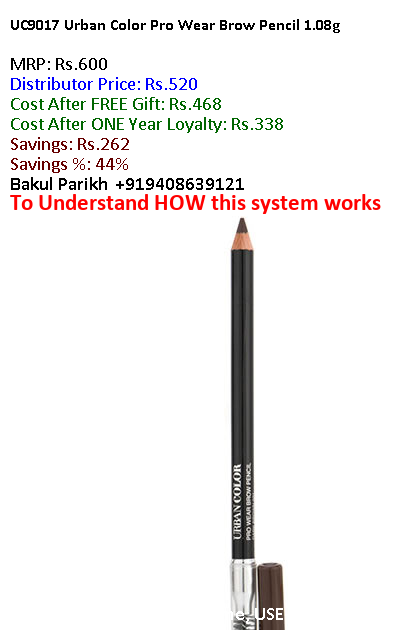 UC9017 Urban Color Pro Wear Brow Pencil 1.08g
MRP: Rs.600
Distributor Price: Rs.520
Cost After FREE Gift: Rs.468
Cost After ONE Year Loyalty: Rs.338
Savings: Rs.262
Savings %: 44%
Bakul Parikh +919408639121
To Understand HOW this system works
URBAN COLOR
PRO WEAR BROW PENCIL